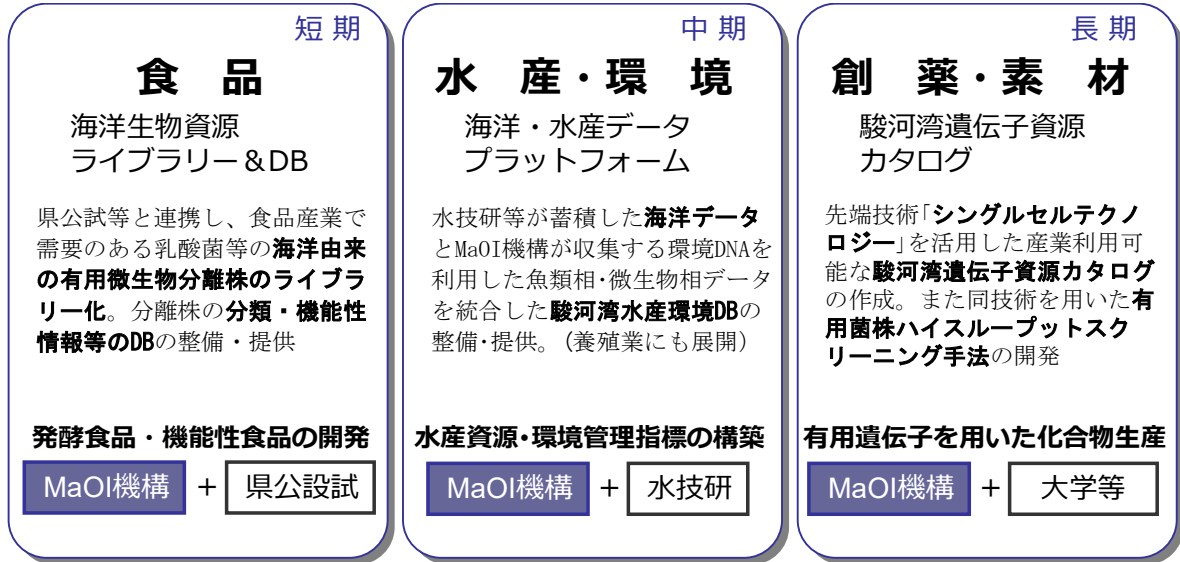 短 期
食 品
海洋生物資源
ライブラリー＆DB
県公試等と連携し、食品産業で
需要のある乳酸菌等の海洋由来
の有用微生物分離株のライブラ
リー化。分離株の分類・機能性
情報等のDBの整備・提供
発酵食品・機能性食品の開発
MaOI機構 + 県公設試
中 期
水 産・環 境
海洋・水産データ
プラットフォーム
水技研等が蓄積した海洋データ
とMaOI機構が収集する環境DNAを
利用した魚類相・微生物相データ
を統合した駿河湾水産環境DBの
整備・提供。(養殖業にも展開)
水産資源・環境管理指標の構築
MaOI機構 + 水技研
長 期
創 薬・素 材
駿河湾遺伝子資源
カタログ
先端技術「シングルセルテクノ
ロジー」を活用した産業利用可
能な駿河湾遺伝子資源カタログ
の作成。また同技術を用いた有
用菌株ハイスループットスク
リーニング手法の開発
有用遺伝子を用いた化合物生産
MaOI機構 + 大学等